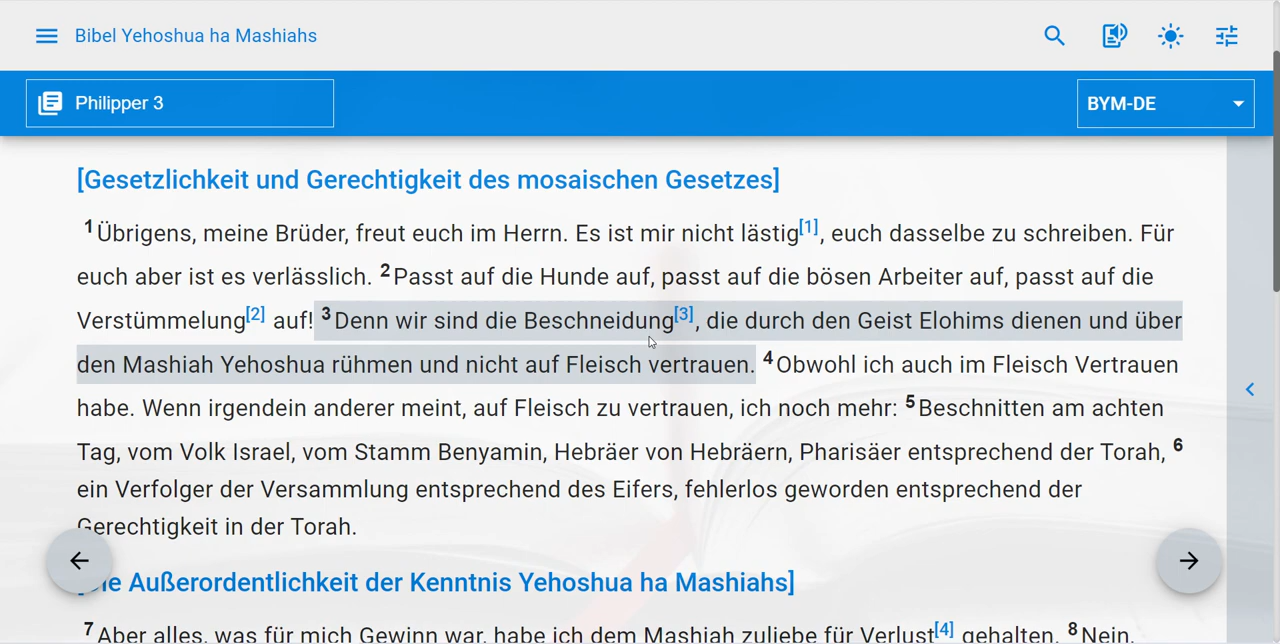 Bibel Yehoshua ha Mashiahs
Philipper 3
BYM-DE
[Gesetzlichkeit und Gerechtigkeit des mosaischen Gesetzes]
1 Übrigens, meine Brüder, freut euch im Herrn. Es ist mir nicht lästig[1], euch dasselbe zu schreiben. Für
euch aber ist es verlässlich. 2 Passt auf die Hunde auf, passt auf die bösen Arbeiter auf, passt auf die
Verstümmelung[2] auf! 3 Denn wir sind die Beschneidung[3], die durch den Geist Elohims dienen und über
den Mashiah Yehoshua rühmen und nicht auf Fleisch vertrauen. 4 Obwohl ich auch im Fleisch Vertrauen
habe. Wenn irgendein anderer meint, auf Fleisch zu vertrauen, ich noch mehr: 5 Beschnitten am achten
Tag, vom Volk Israel, vom Stamm Benyamin, Hebräer von Hebräern, Pharisäer entsprechend der Torah, 6
ein Verfolger der Versammlung entsprechend des Eifers, fehlerlos geworden entsprechend der
Gerechtigkeit in der Torah.
[Die Außerordentlichkeit der Kenntnis Yehoshua ha Mashiahs]
7 Aber alles, was für mich Gewinn war, habe ich dem Mashiah zuliebe für Verlust[4] gehalten. 8 Nein,